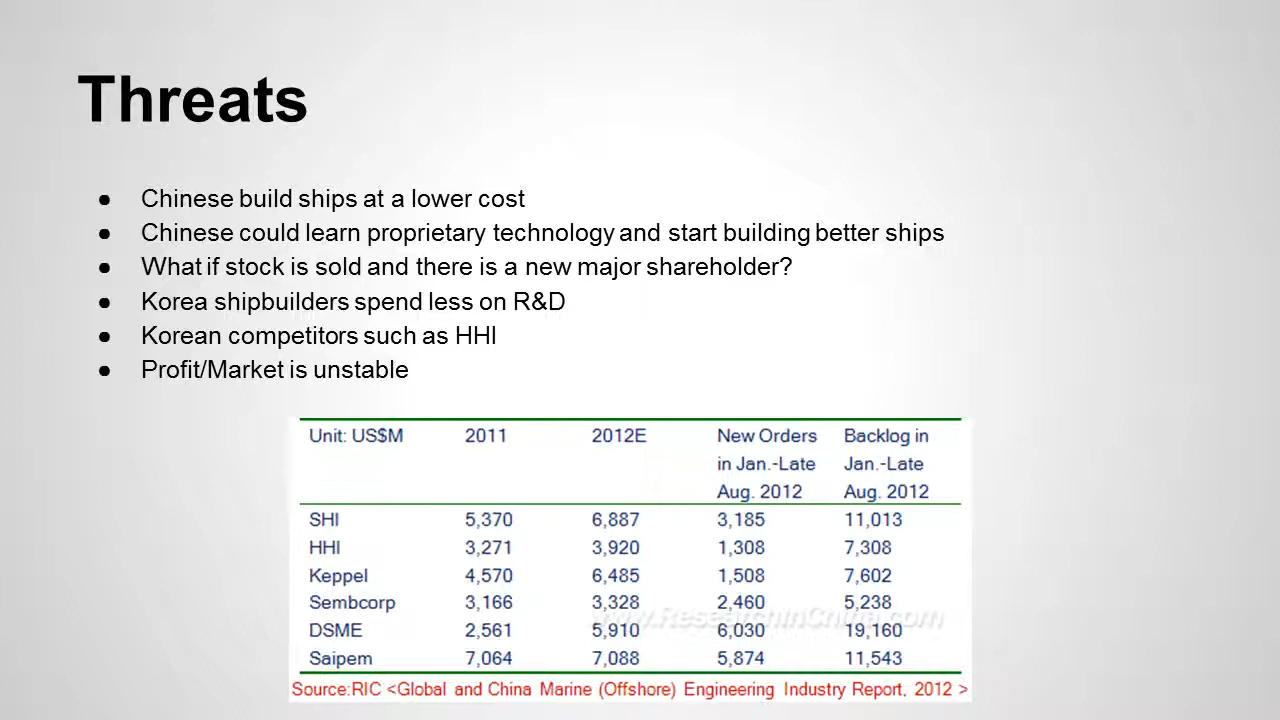 Threats
● Chinese build ships at a lower cost
● Chinese could learn proprietary technology and start building better ships
● What if stock is sold and there is a new major shareholder?
● Korea shipbuilders spend less on R&D
● Korean competitors such as HHI
● Profit/Market is unstable
Unit: US$M 2011 2012E New Orders in Jan.-Late Aug. 2012 Backlog in Jan.-Late Aug. 2012
SHI 5,370 6,887 3,185 11,013
HHI 3,271 3,920 1,308 7,308
Keppel 4,570 6,485 1,508 7,602
Sembcorp 3,166 3,328 2,460 5,238
www.ResearchinChina.com
DSME 2,561 5,910 6,030 19,160
Saipem 7,064 7,088 5,874 11,543
Source:RIC <Global and China Marine (Offshore) Engineering Industry Report, 2012 >